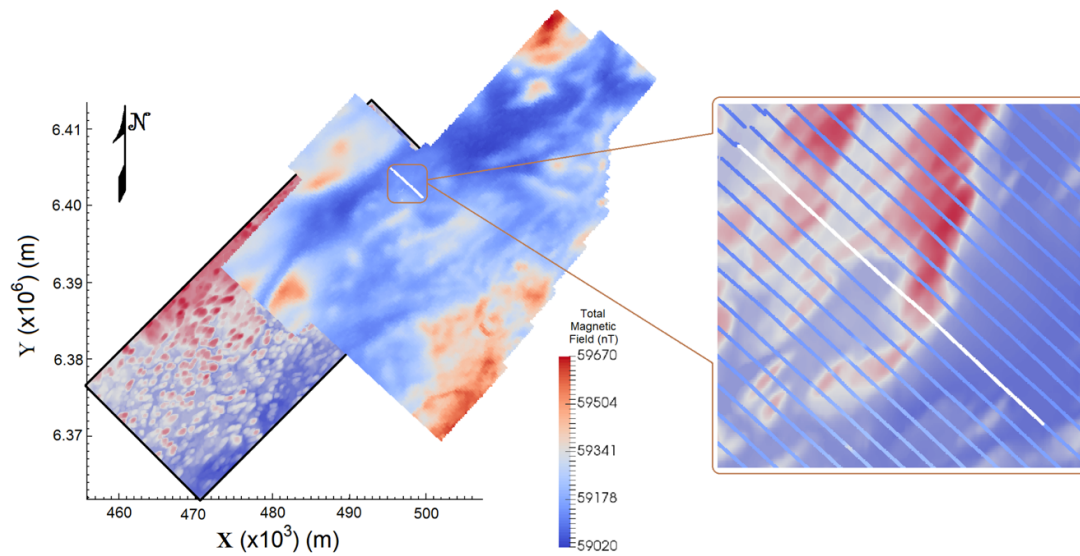 N
6.41
6.40
6.39
6.38
6.37
Y (x10⁶) (m)
460 470 480 490 500
X (x10³) (m)
Total
Magnetic
Field (nT)
59670
59504
59341
59178
59020